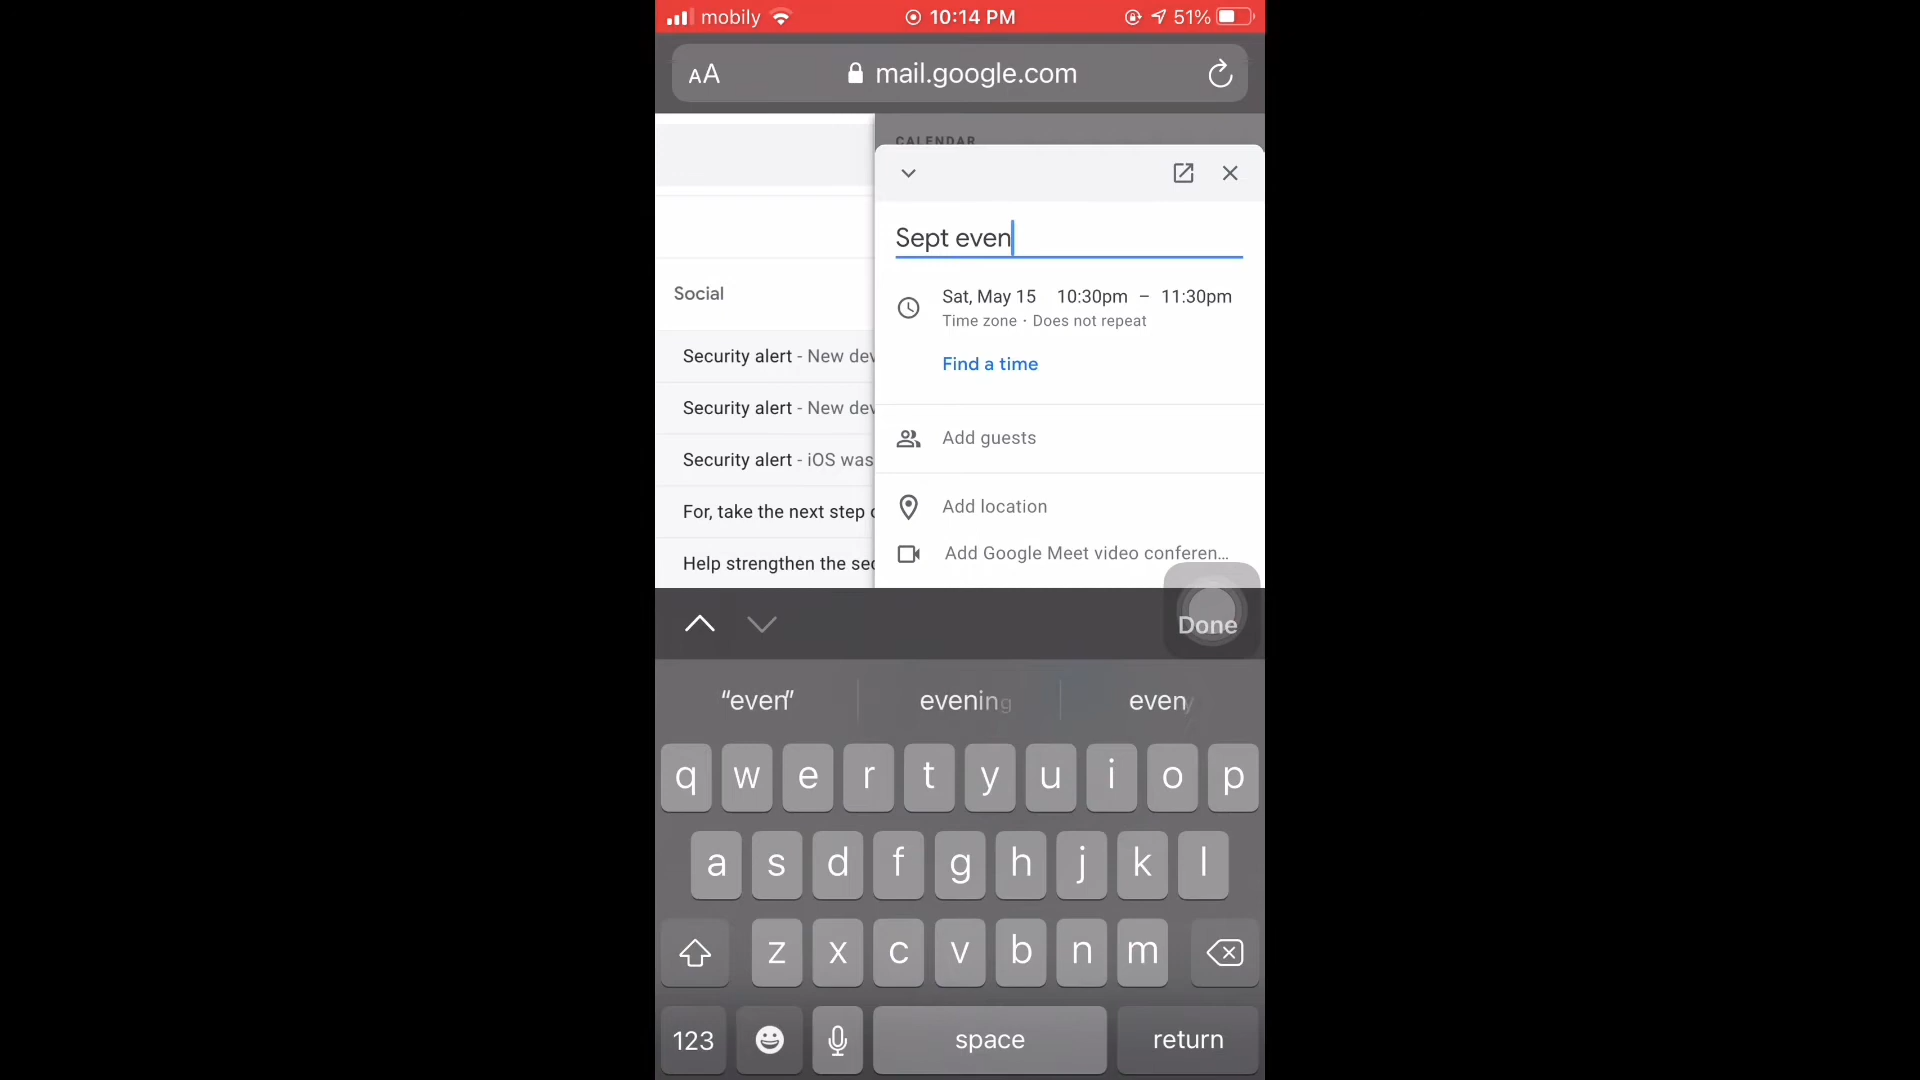 mobily 10:14 PM 51%
AA mail.google.com
CALENDAR
Sept even
Sat, May 15 10:30pm – 11:30pm
Time zone · Does not repeat
Find a time
Add guests
Add location
Add Google Meet video conferen...
Social
Security alert - New dev
Security alert - New dev
Security alert - iOS was
For, take the next step
Help strengthen the sec
Done
“even” evening eveny
q w e r t y u i o p
a s d f g h j k l
z x c v b n m
123 space return